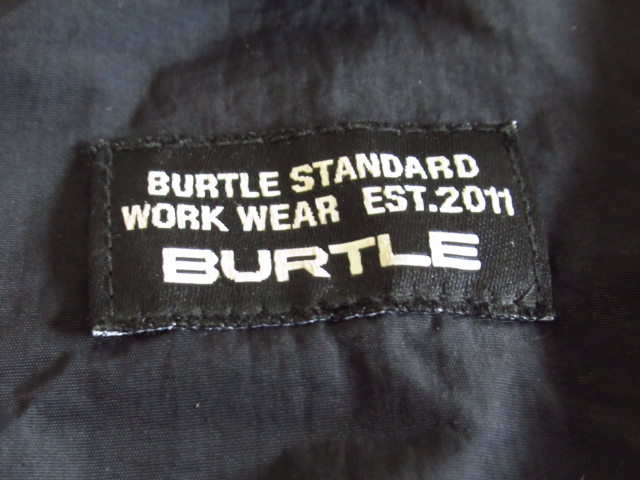 BURTLE STANDARD
WORK WEAR EST.2011
BURTLE